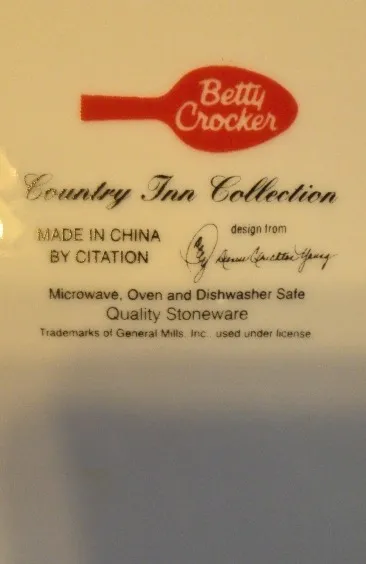 Betty
Crocker
Country Inn Collection
MADE IN CHINA
BY CITATION
design from
Microwave, Oven and Dishwasher Safe
Quality Stoneware
Trademarks of General Mills, Inc., used under license